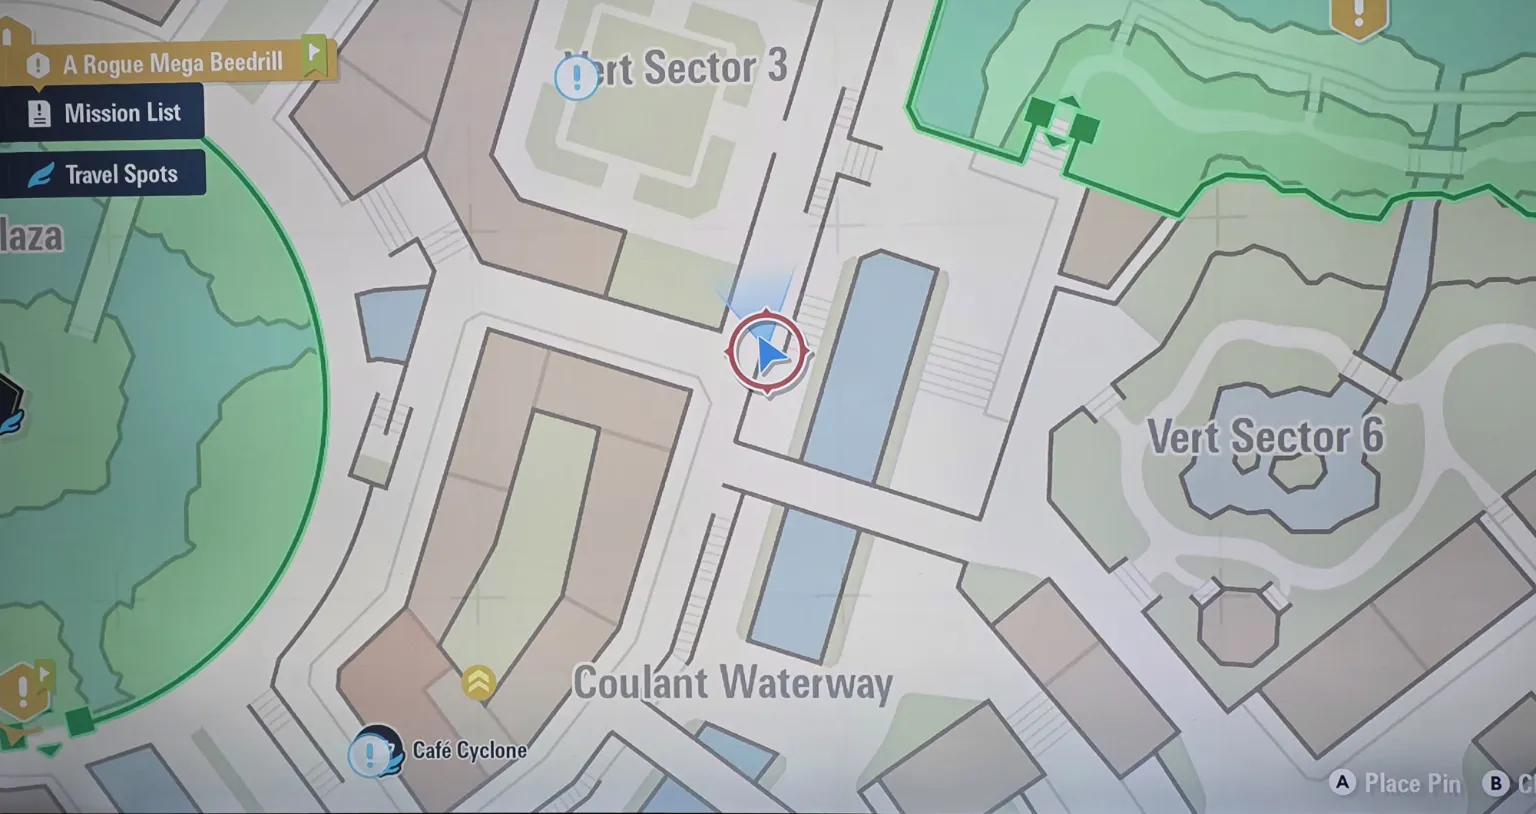 A Rogue Mega Beedrill
Mission List
Travel Spots
laza
Vert Sector 3
Vert Sector 6
Coulant Waterway
Café Cyclone
A Place Pin B